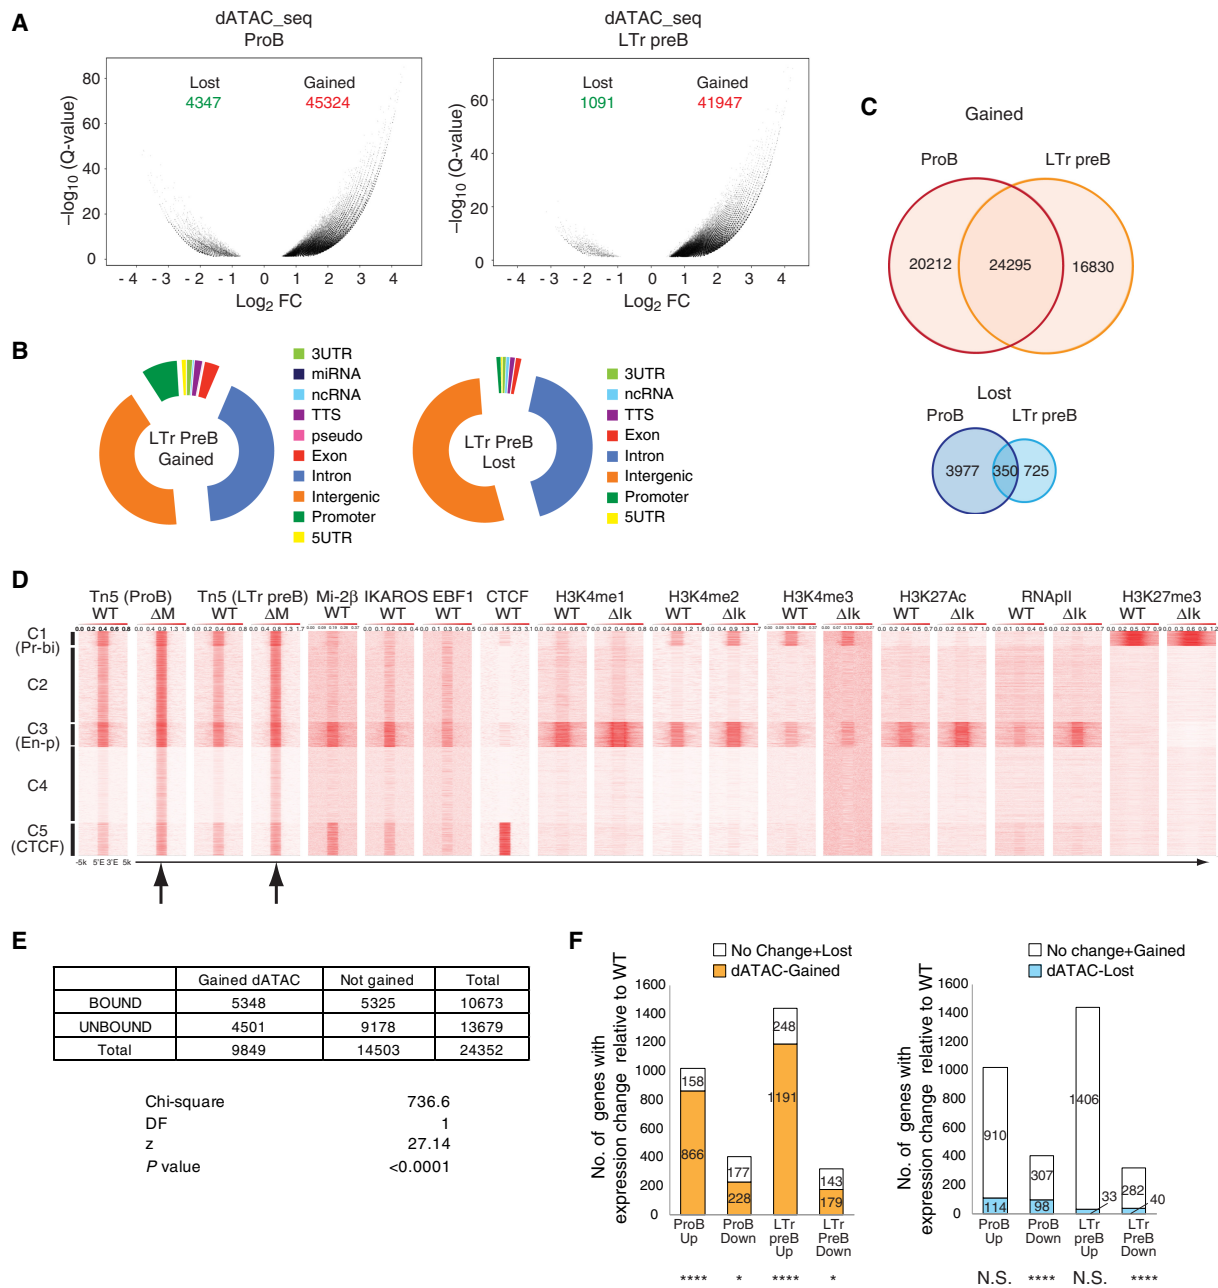 A
dATAC_seq
ProB
Lost
4347
Gained
45324
80
60
40
20
0
–log10 (Q-value)
- 4 - 3 - 2 - 1 0 1 2 3 4
Log2 FC
dATAC_seq
LTr preB
Lost
1091
Gained
41947
60
40
20
0
–log10 (Q-value)
- 4 - 3 - 2 - 1 0 1 2 3 4
Log2 FC
B
LTr PreB
Gained
3UTR
miRNA
ncRNA
TTS
pseudo
Exon
Intron
Intergenic
Promoter
5UTR
LTr PreB
Lost
3UTR
ncRNA
TTS
Exon
Intron
Intergenic
Promoter
5UTR
C
Gained
ProB LTr preB
20212 24295 16830
Lost
ProB LTr preB
3977 350 725
D
Tn5 (ProB) Tn5 (LTr preB) Mi-2β IKAROS EBF1 CTCF H3K4me1 H3K4me2 H3K4me3 H3K27Ac RNApII H3K27me3
WT ΔM WT ΔM WT WT WT WT WT ΔIk WT ΔIk WT ΔIk WT ΔIk WT ΔIk WT ΔIk
C1
(Pr-bi)
C2
C3
(En-p)
C4
C5
(CTCF)
-5k 5'E 3'E 5k
E
Gained dATAC Not gained Total
BOUND 5348 5325 10673
UNBOUND 4501 9178 13679
Total 9849 14503 24352
Chi-square 736.6
DF 1
z 27.14
P value <0.0001
F
No Change+Lost
dATAC-Gained
No. of genes with
expression change relative to WT
1600
1400
1200
1000
800
600
400
200
0
158
866
177
228
248
1191
143
179
ProB
Up
ProB
Down
LTr
preB
Up
LTr
PreB
Down
**** * **** *
No change+Gained
dATAC-Lost
No. of genes with
expression change relative to WT
1600
1400
1200
1000
800
600
400
200
0
910
114
307
98
1406
33
282
40
ProB
Up
ProB
Down
LTr
preB
Up
LTr
PreB
Down
N.S. **** N.S. ****